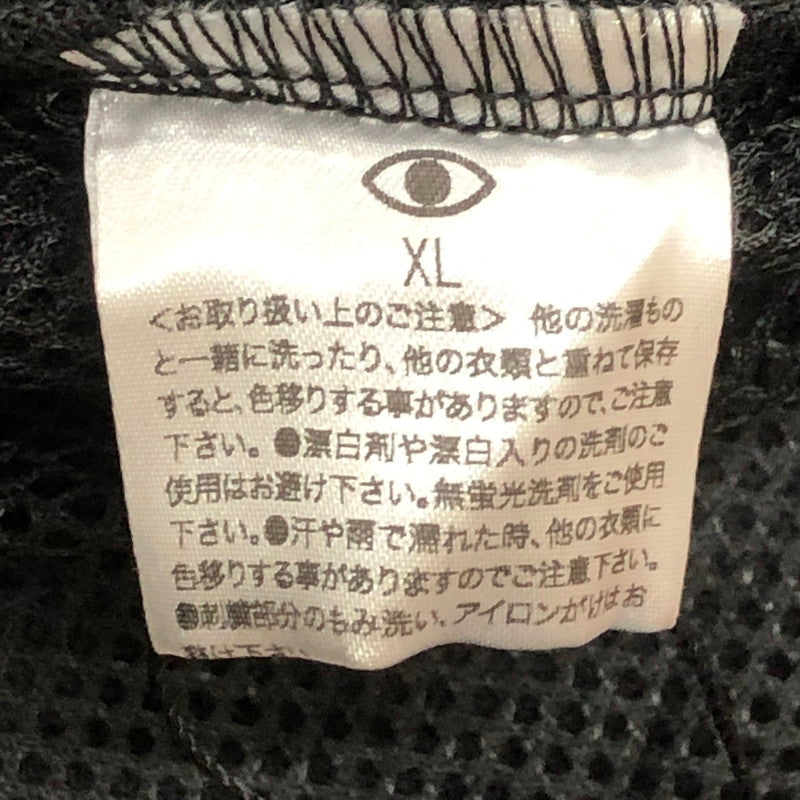 XL
<お取り扱い上のご注意> 他の洗濯もの
と一緒に洗ったり、他の衣類と重ねて保存
すると、色移りする事がありますので、ご注意
下さい。●漂白剤や漂白入りの洗剤のご
使用はお避け下さい。無蛍光洗剤をご使用
下さい。●汗や雨で濡れた時、他の衣類に
色移りする事がありますのでご注意下さい。
●刺繍部分のもみ洗い、アイロンがけはお
避け下さい